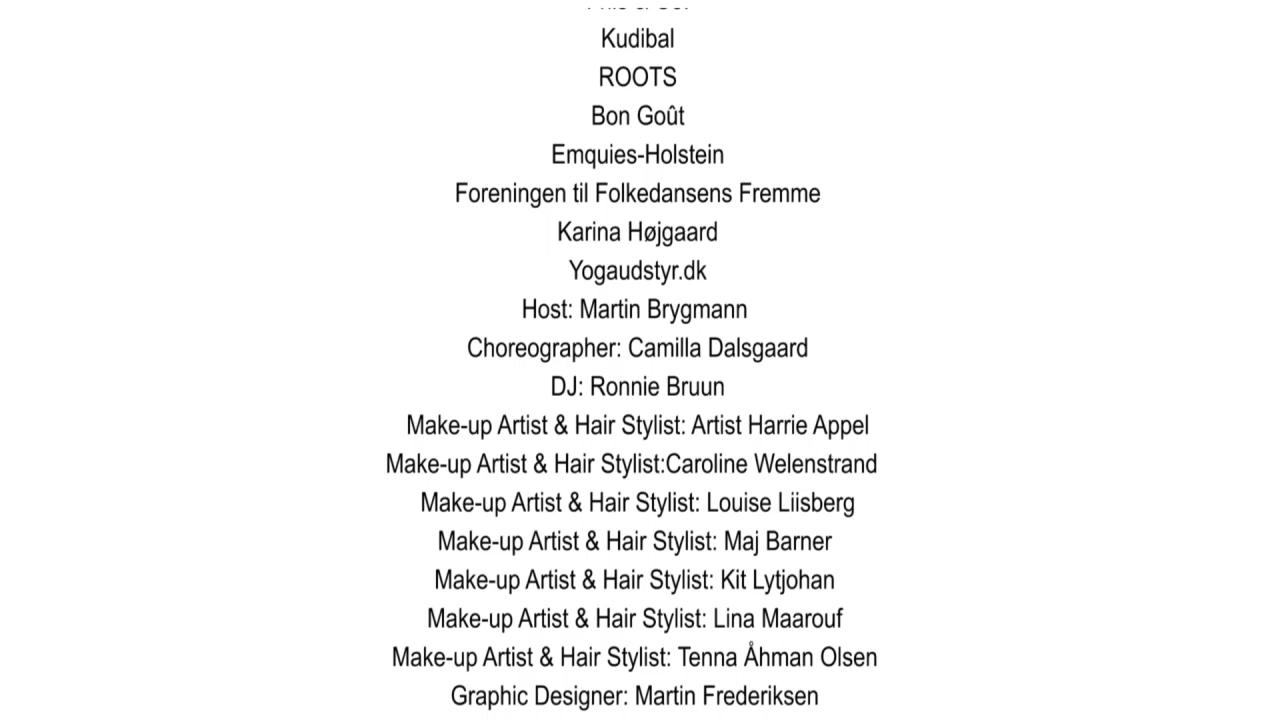 Kudibal
ROOTS
Bon Goût
Emquies-Holstein
Foreningen til Folkedansens Fremme
Karina Højgaard
Yogaudstyr.dk
Host: Martin Brygmann
Choreographer: Camilla Dalsgaard
DJ: Ronnie Bruun
Make-up Artist & Hair Stylist: Artist Harrie Appel
Make-up Artist & Hair Stylist:Caroline Welenstrand
Make-up Artist & Hair Stylist: Louise Liisberg
Make-up Artist & Hair Stylist: Maj Barner
Make-up Artist & Hair Stylist: Kit Lytjohan
Make-up Artist & Hair Stylist: Lina Maarouf
Make-up Artist & Hair Stylist: Tenna Åhman Olsen
Graphic Designer: Martin Frederiksen